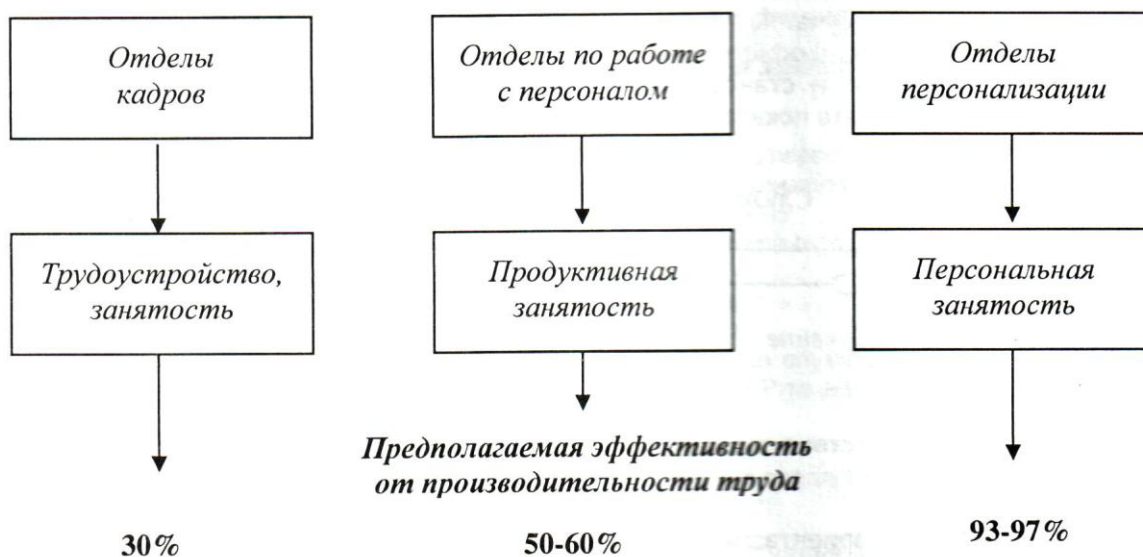 Отделы
кадров
Отделы по работе
с персоналом
Отделы
персонализации
Трудоустройство,
занятость
Продуктивная
занятость
Персональная
занятость
Предполагаемая эффективность
от производительности труда
30%
50-60%
93-97%